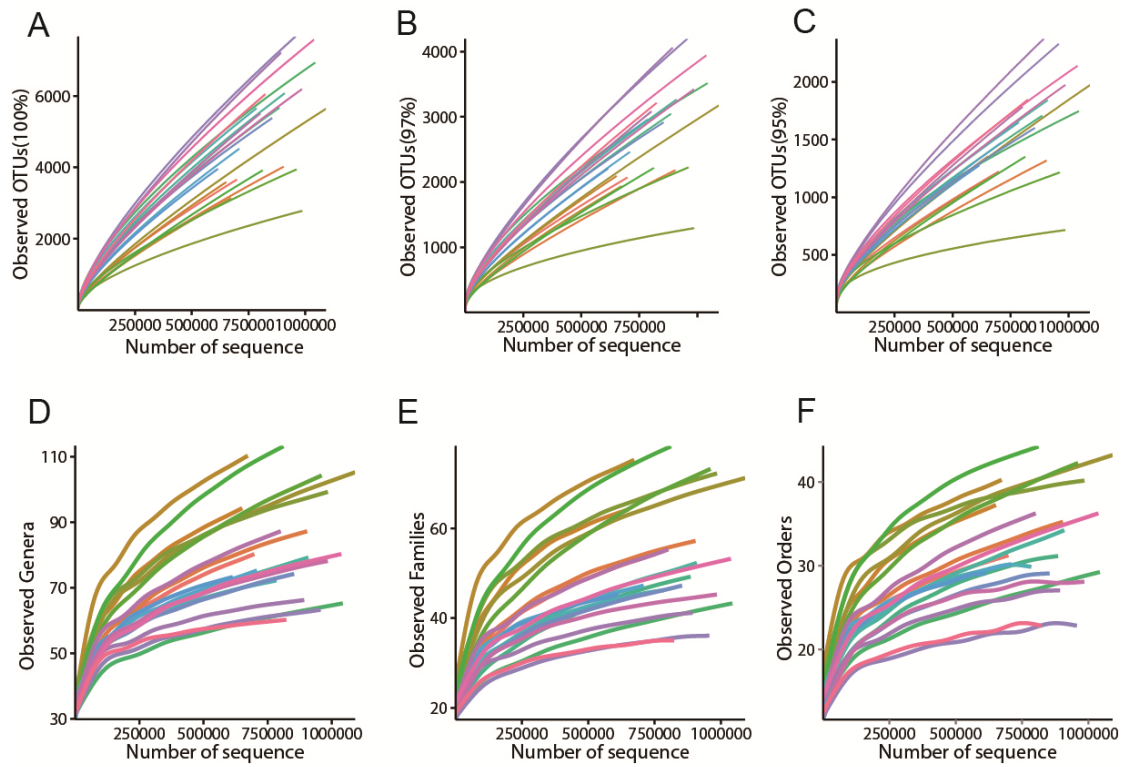 A
B
C
Observed OTUs(100%)
6000
4000
2000
250000 500000 750000 1000000
Number of sequence
Observed OTUs(97%)
4000
3000
2000
1000
250000 500000 750000
Number of sequence
Observed OTUs(95%)
2000
1500
1000
500
250000 500000 750000 1000000
Number of sequence
D
E
F
Observed Genera
110
90
70
50
30
250000 500000 750000 1000000
Number of sequence
Observed Families
60
40
20
250000 500000 750000 1000000
Number of sequence
Observed Orders
40
30
20
250000 500000 750000 1000000
Number of sequence